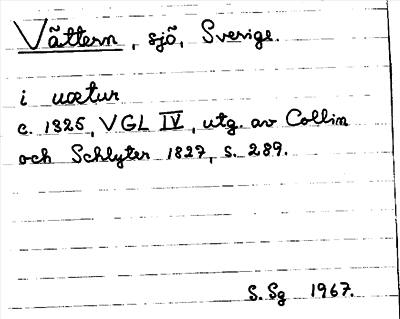 Vättern, sjö, Sverige.
i uætur
c. 1325, VGL IV, utg. av Collin
och Schlyter 1827, s. 289.
S. Sg 1967.